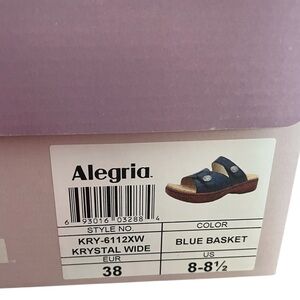 Alegria.
6 93016 03288 4
STYLE NO.
COLOR
KRY-6112XW
KRYSTAL WIDE
BLUE BASKET
EUR
US
38
8-8½